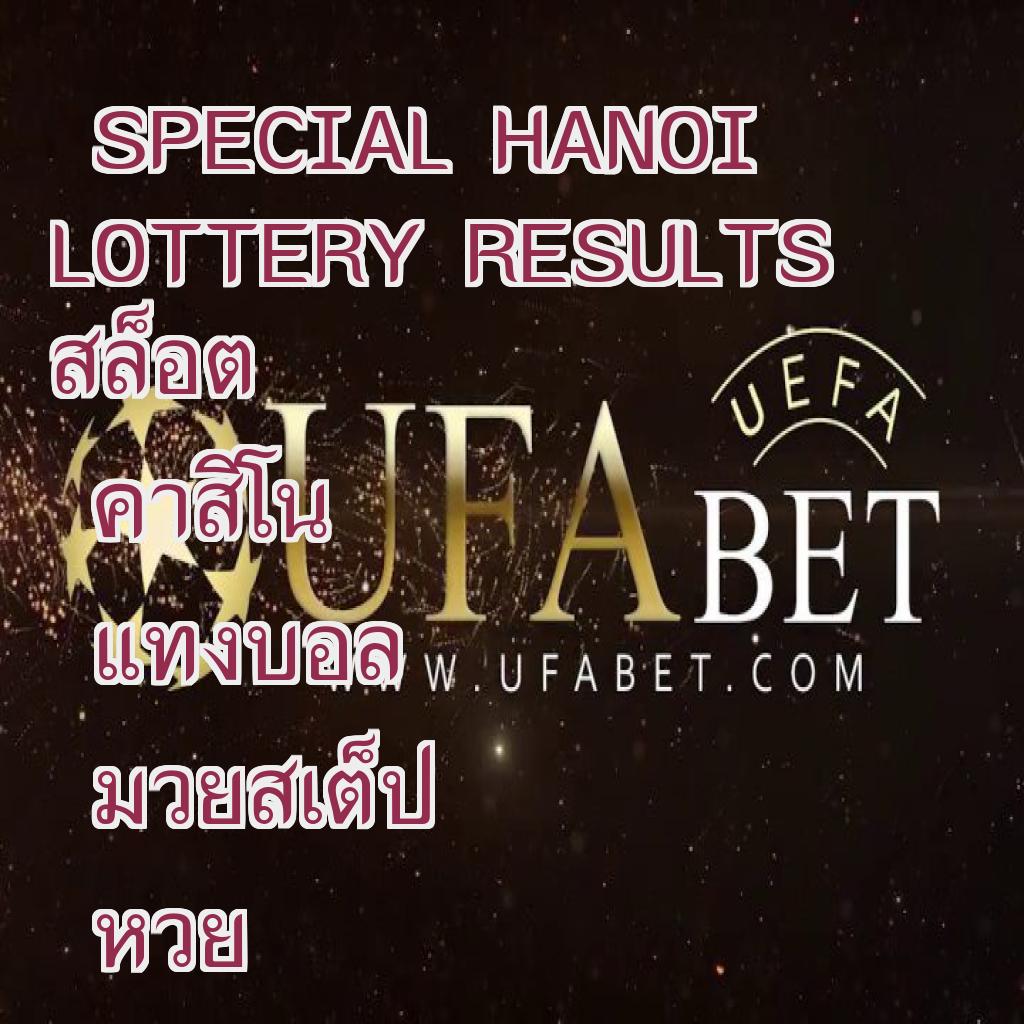 SPECIAL HANOI
LOTTERY RESULTS
สล็อต
คาสิโน
แทงบอล
มวยสเต็ป
หวย
UFABET
UEFA
WWW.UFABET.COM